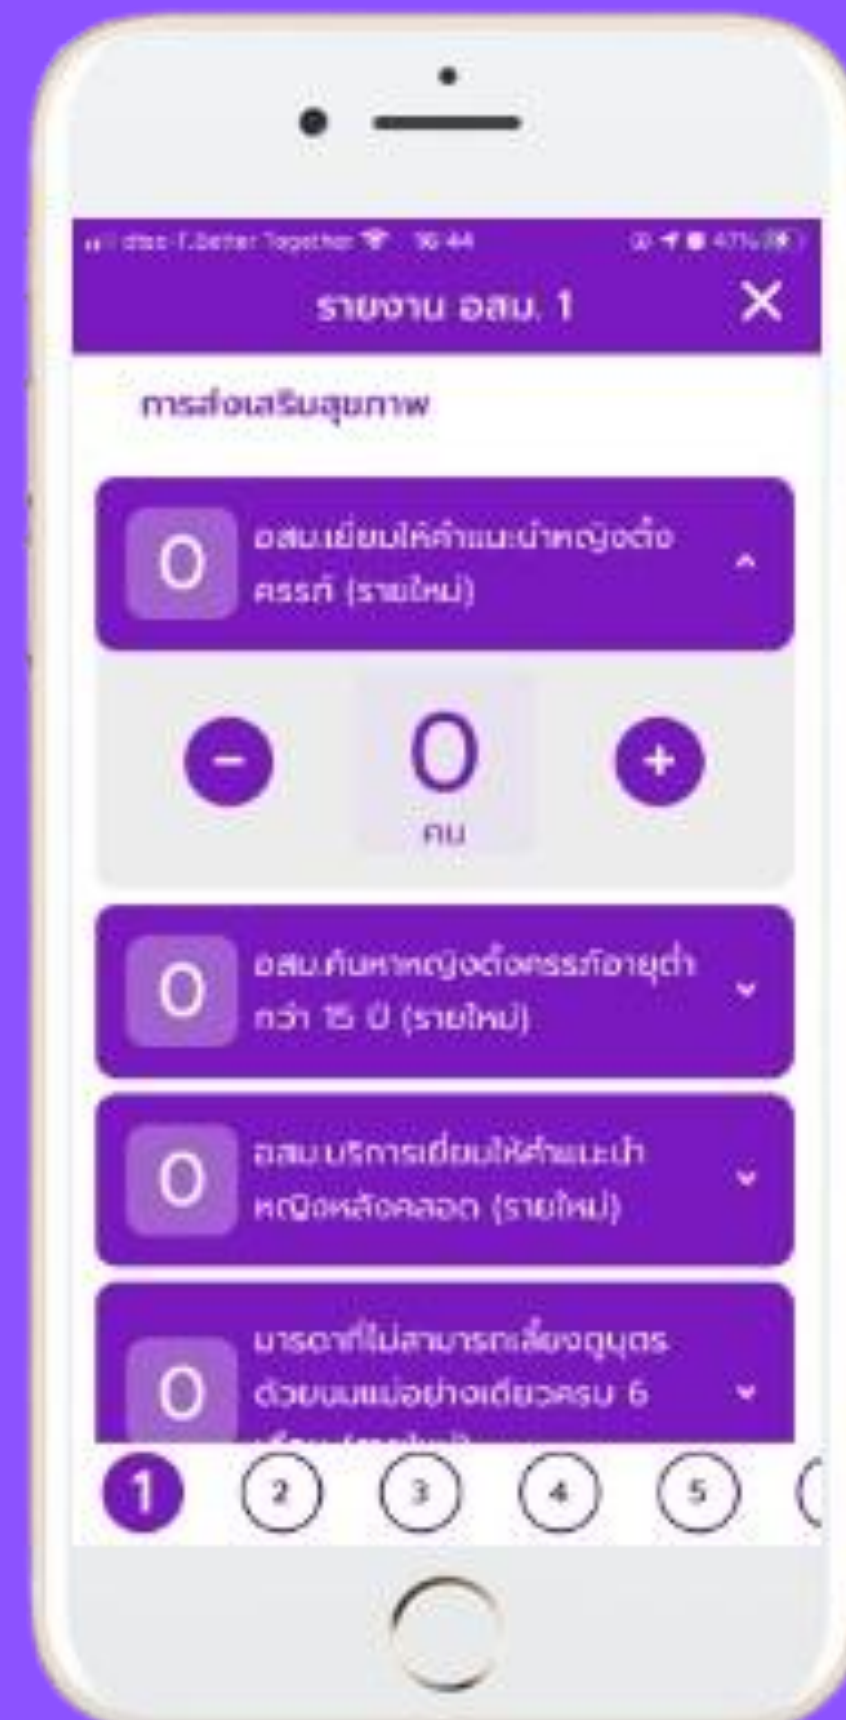 dtac-T.Better Together 16:44 47%
รายงาน อสม. 1
การส่งเสริมสุขภาพ
0
อสม.เยี่ยมให้คำแนะนำหญิงตั้ง
ครรภ์ (รายใหม่)
0
คน
0
อสม.ค้นหาหญิงตั้งครรภ์อายุต่ำ
กว่า 15 ปี (รายใหม่)
0
อสม.บริการเยี่ยมให้คำแนะนำ
หญิงหลังคลอด (รายใหม่)
0
มารดาที่ไม่สามารถเลี้ยงดูบุตร
ด้วยนมแม่อย่างเดียวครบ 6
1 2 3 4 5